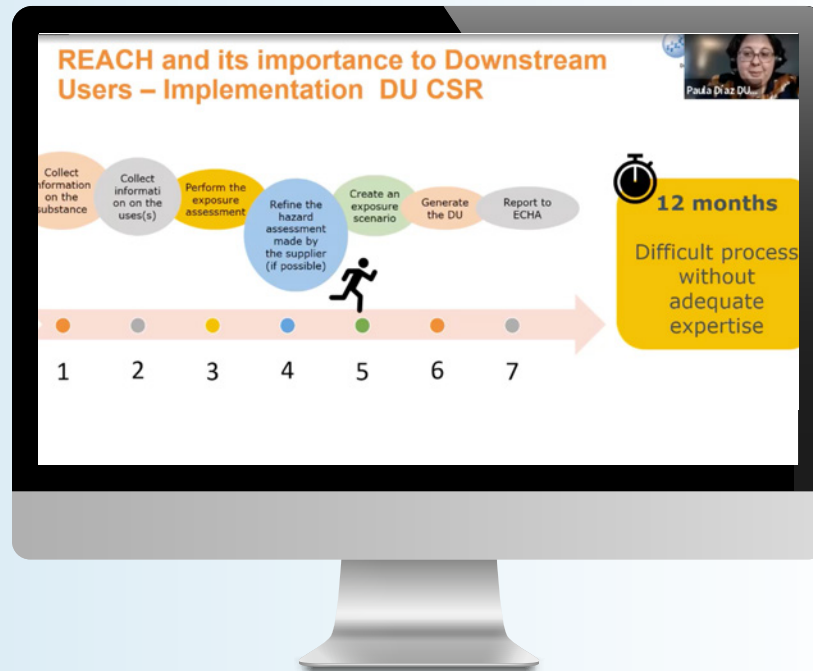 REACH and its importance to Downstream
Users – Implementation DU CSR
Paula Díaz DU...
Collect
information
on the
substance
Collect
informati
on on the
uses(s)
Perform the
exposure
assessment
Refine the
hazard
assessment
made by
the supplier
(if possible)
Create an
exposure
scenario
Generate
the DU
Report to
ECHA
1 2 3 4 5 6 7
12 months
Difficult process
without
adequate
expertise